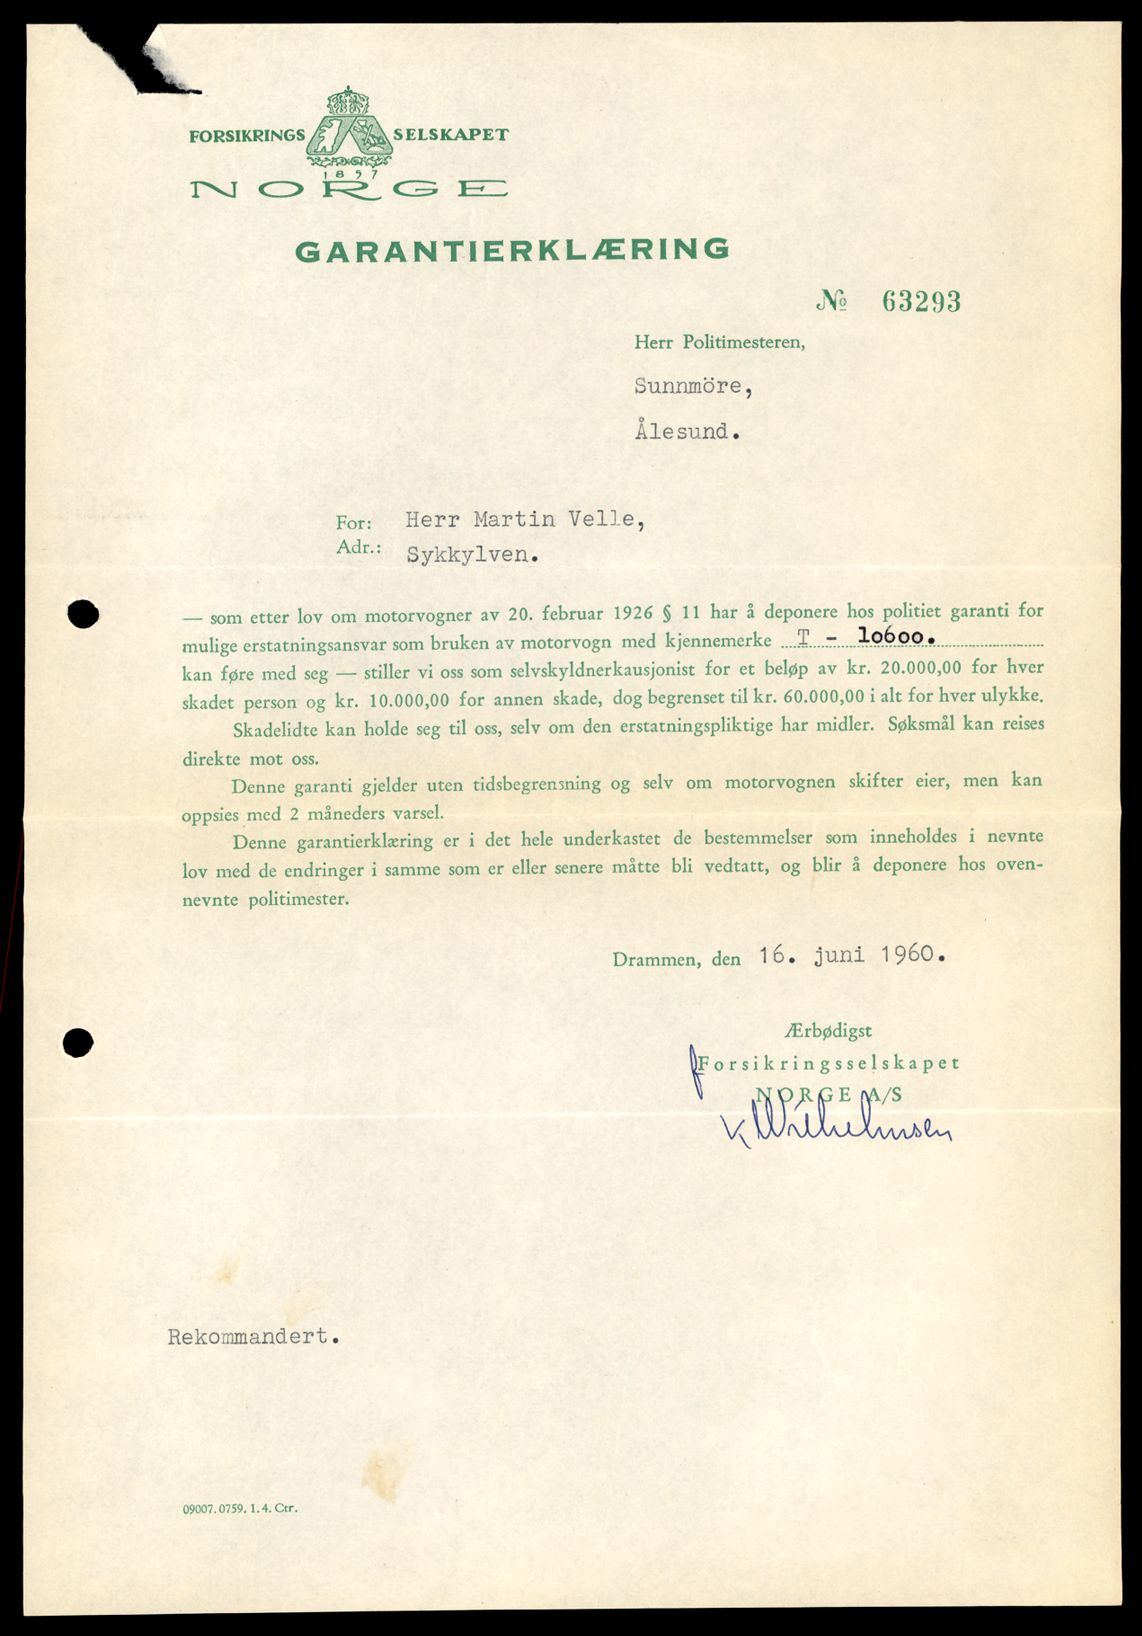 FORSIKRINGS SELSKAPET
1857
NORGE
GARANTIERKLÆRING
№ 63293
Herr Politimesteren,
Sunnmöre,
Ålesund.
For: Herr Martin Velle,
Adr.: Sykkylven.
— som etter lov om motorvogner av 20. februar 1926 § 11 har å deponere hos politiet garanti for
mulige erstatningsansvar som bruken av motorvogn med kjennemerke T - 10600.
kan føre med seg — stiller vi oss som selvskyldnerkausjonist for et beløp av kr. 20.000,00 for hver
skadet person og kr. 10.000,00 for annen skade, dog begrenset til kr. 60.000,00 i alt for hver ulykke.
Skadelidte kan holde seg til oss, selv om den erstatningspliktige har midler. Søksmål kan reises
direkte mot oss.
Denne garanti gjelder uten tidsbegrensning og selv om motorvognen skifter eier, men kan
oppsies med 2 måneders varsel.
Denne garantierklæring er i det hele underkastet de bestemmelser som inneholdes i nevnte
lov med de endringer i samme som er eller senere måtte bli vedtatt, og blir å deponere hos oven-
nevnte politimester.
Drammen, den 16. juni 1960.
Ærbødigst
f Forsikringsselskapet
NORGE A/S
K Wilhelmsen
Rekommandert.
09007.0759.1.4. Ctr.